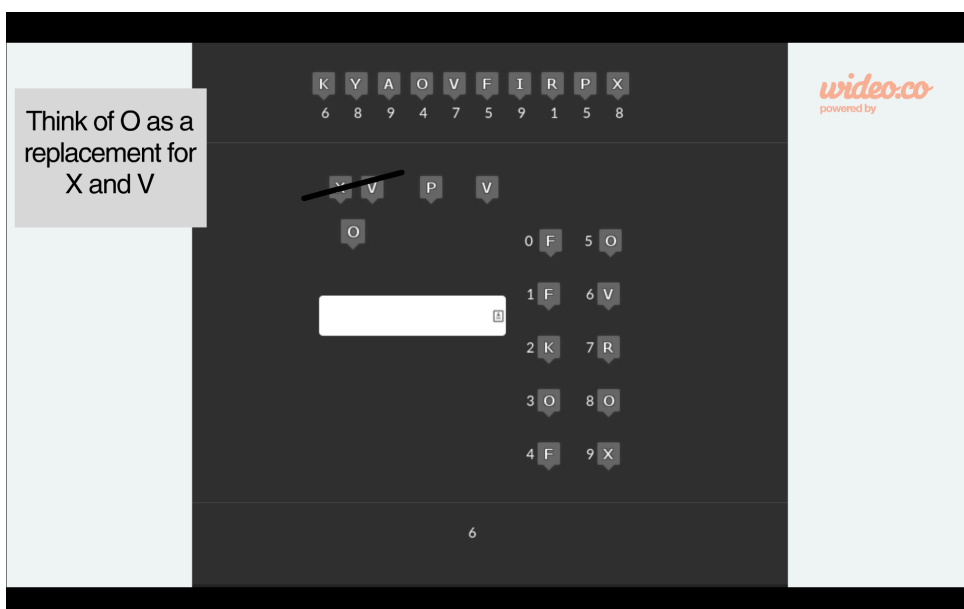 K Y A O V F I R P X
6 8 9 4 7 5 9 1 5 8
wideo.co
powered by
Think of O as a
replacement for
X and V
X V P V
O
0 F 5 O
1 F 6 V
2 K 7 R
3 O 8 O
4 F 9 X
6